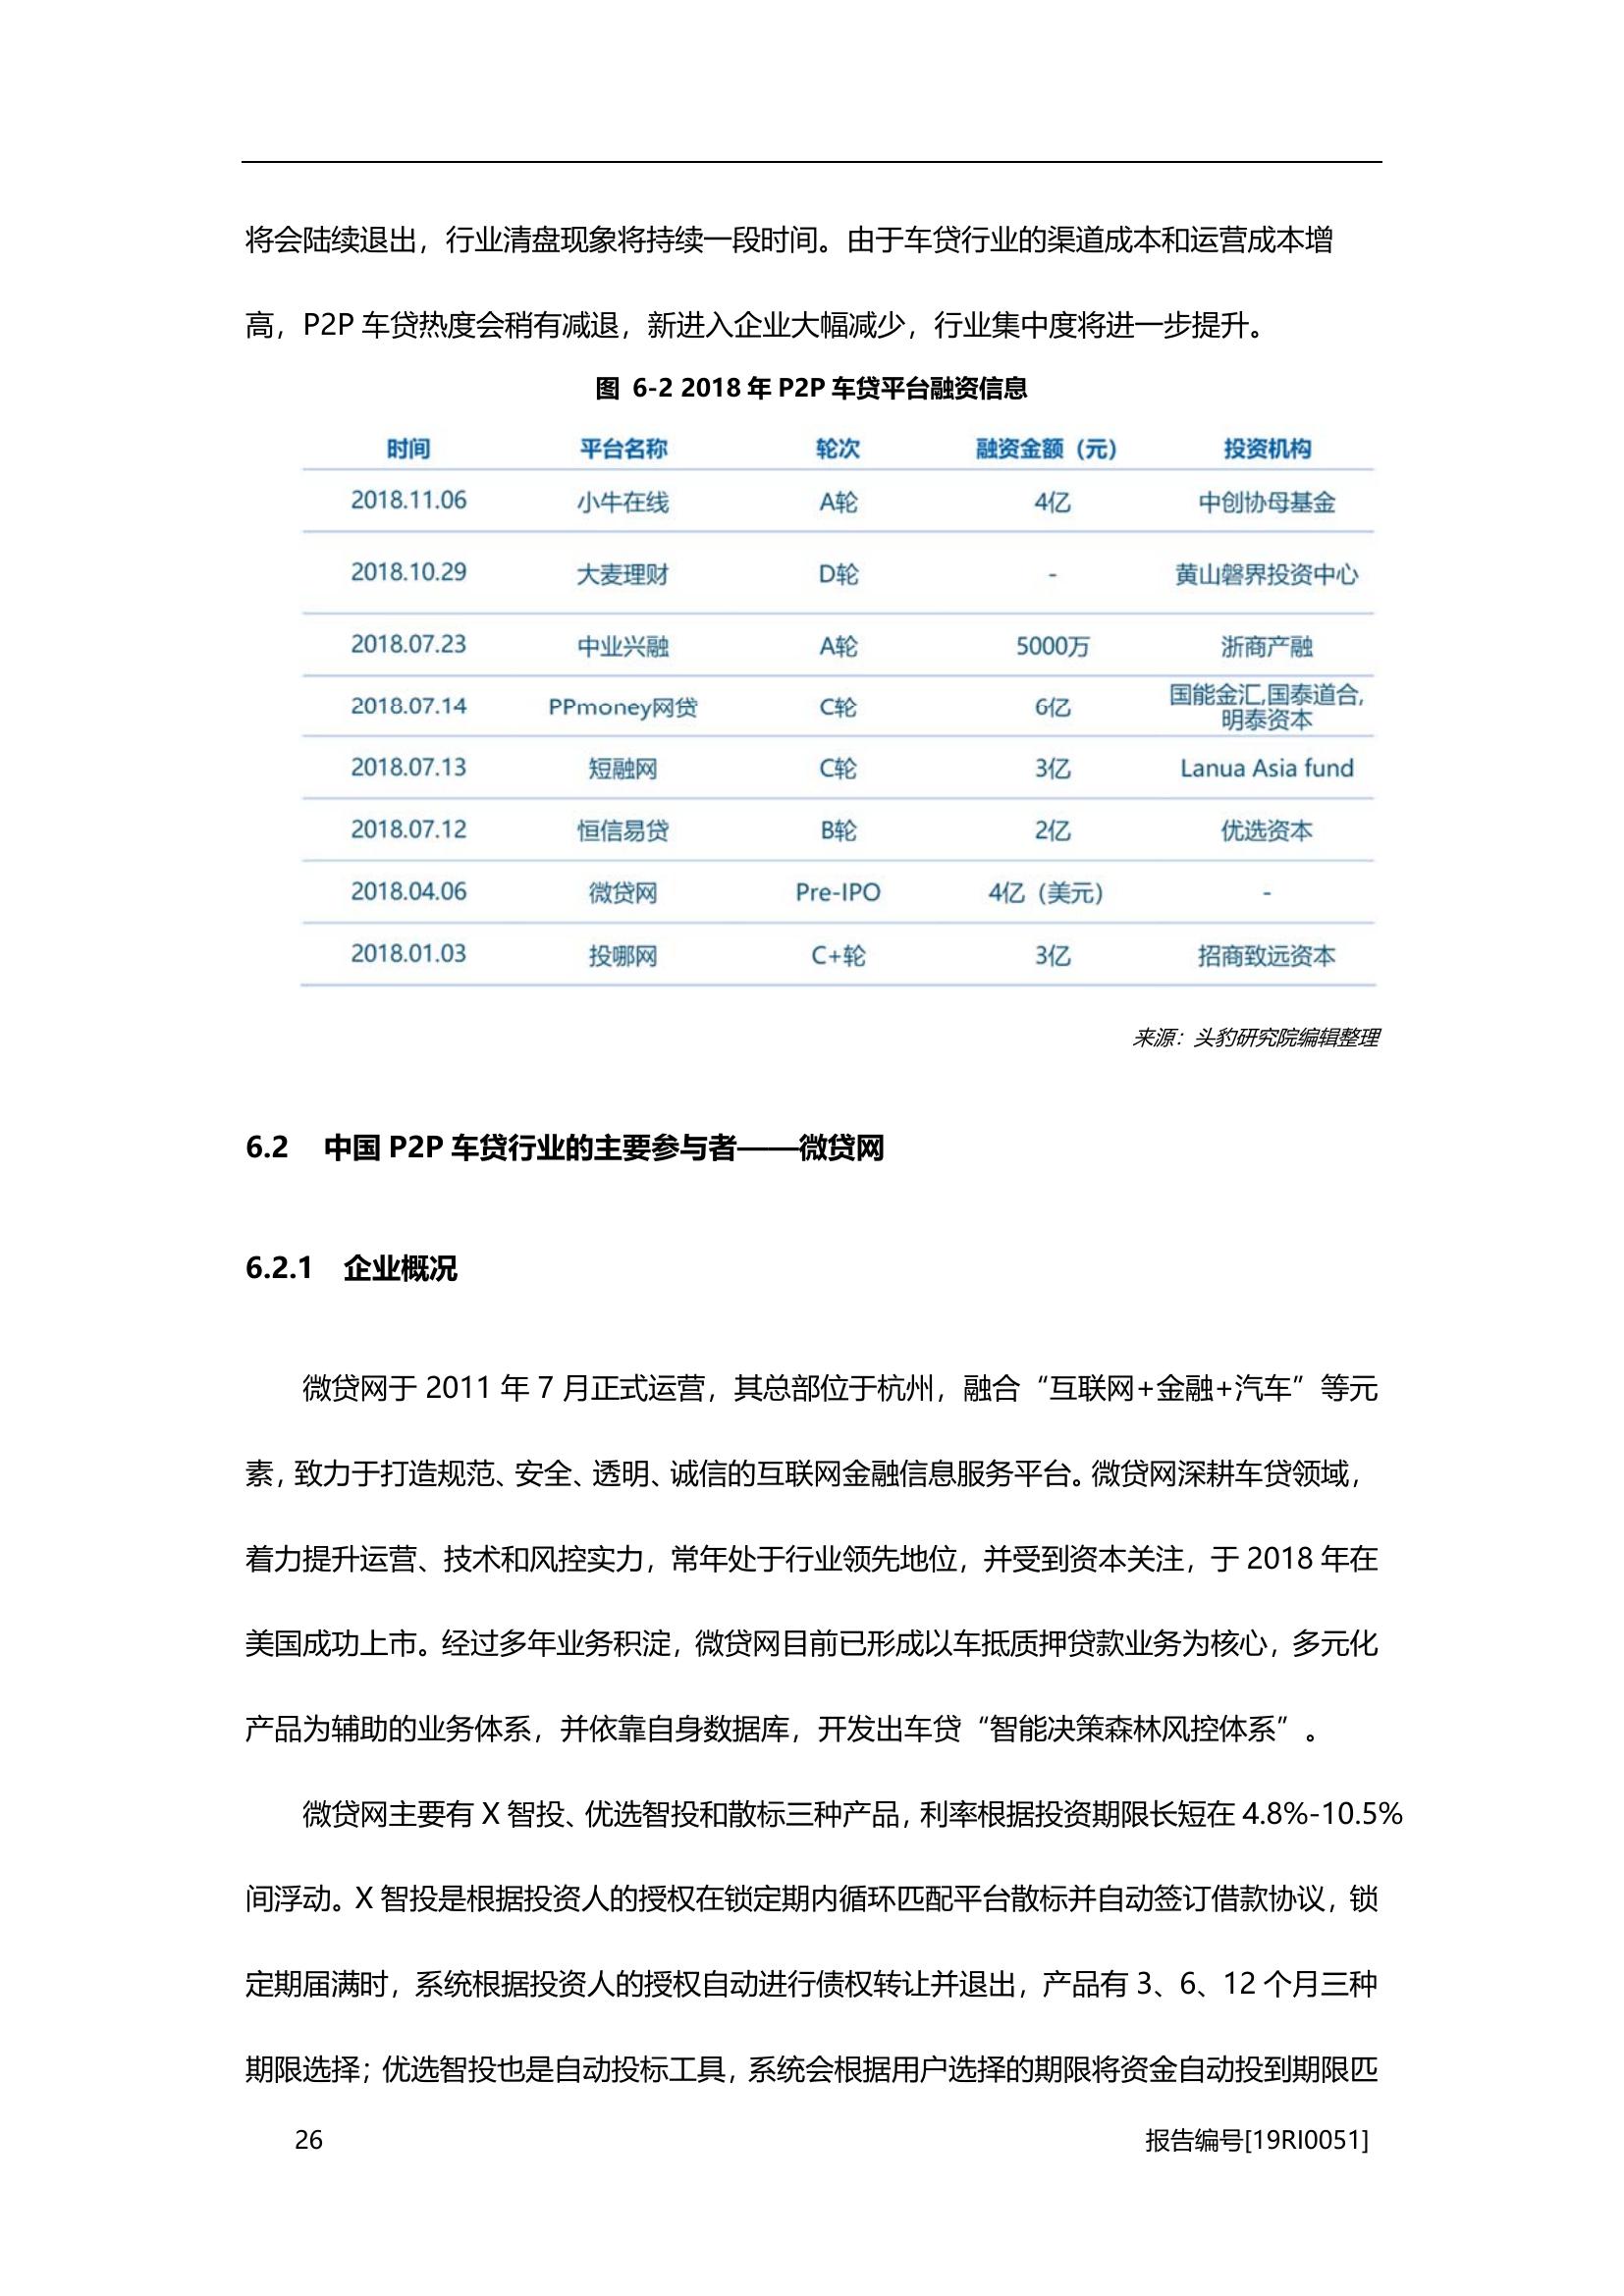 将会陆续退出，行业清盘现象将持续一段时间。由于车贷行业的渠道成本和运营成本增
高，P2P 车贷热度会稍有减退，新进入企业大幅减少，行业集中度将进一步提升。
图 6-2 2018 年 P2P 车贷平台融资信息
时间 平台名称 轮次 融资金额（元） 投资机构
2018.11.06 小牛在线 A轮 4亿 中创协母基金
2018.10.29 大麦理财 D轮 - 黄山磐界投资中心
2018.07.23 中业兴融 A轮 5000万 浙商产融
2018.07.14 PPmoney网贷 C轮 6亿 国能金汇,国泰道合,
明泰资本
2018.07.13 短融网 C轮 3亿 Lanua Asia fund
2018.07.12 恒信易贷 B轮 2亿 优选资本
2018.04.06 微贷网 Pre-IPO 4亿（美元） -
2018.01.03 投哪网 C+轮 3亿 招商致远资本
来源：头豹研究院编辑整理
6.2 中国 P2P 车贷行业的主要参与者——微贷网
6.2.1 企业概况
微贷网于 2011 年 7 月正式运营，其总部位于杭州，融合“互联网+金融+汽车”等元
素，致力于打造规范、安全、透明、诚信的互联网金融信息服务平台。微贷网深耕车贷领域，
着力提升运营、技术和风控实力，常年处于行业领先地位，并受到资本关注，于 2018 年在
美国成功上市。经过多年业务积淀，微贷网目前已形成以车抵质押贷款业务为核心，多元化
产品为辅助的业务体系，并依靠自身数据库，开发出车贷“智能决策森林风控体系”。
微贷网主要有 X 智投、优选智投和散标三种产品，利率根据投资期限长短在 4.8%-10.5%
间浮动。X 智投是根据投资人的授权在锁定期内循环匹配平台散标并自动签订借款协议，锁
定期届满时，系统根据投资人的授权自动进行债权转让并退出，产品有 3、6、12 个月三种
期限选择；优选智投也是自动投标工具，系统会根据用户选择的期限将资金自动投到期限匹
26 报告编号[19RI0051]